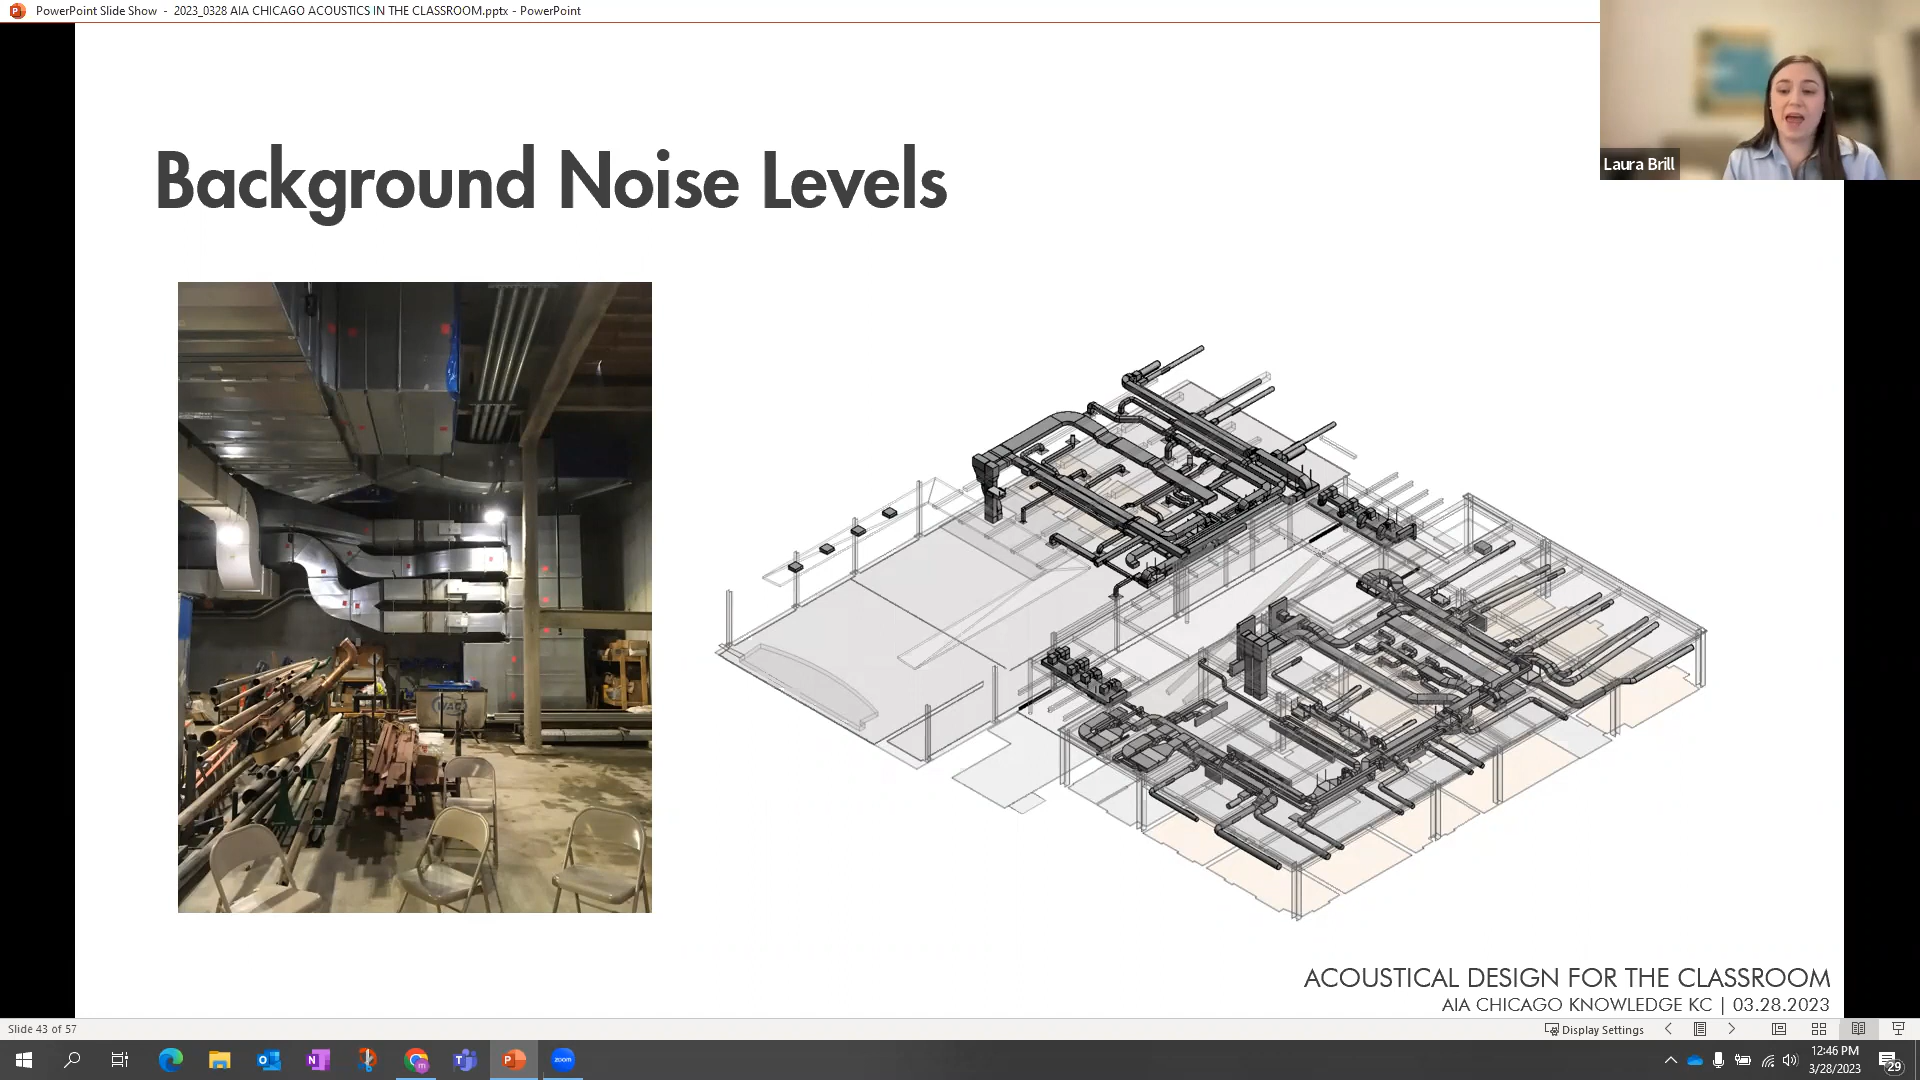 PowerPoint Slide Show - 2023_0328 AIA CHICAGO ACOUSTICS IN THE CLASSROOM.pptx - PowerPoint
Laura Brill
Background Noise Levels
ACOUSTICAL DESIGN FOR THE CLASSROOM
AIA CHICAGO KNOWLEDGE KC | 03.28.2023
Slide 43 of 57
Display Settings
zoom
12:46 PM
3/28/2023
29